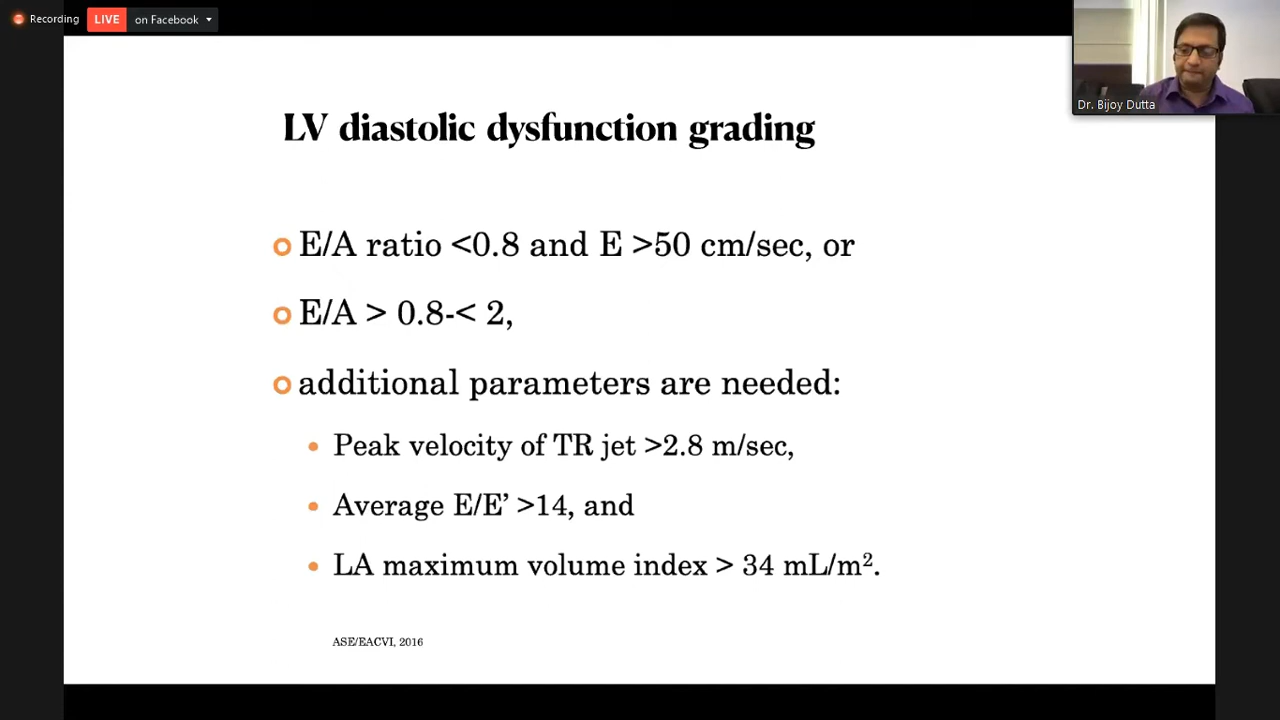 Recording
LIVE on Facebook
Dr. Bijoy Dutta
LV diastolic dysfunction grading
E/A ratio <0.8 and E >50 cm/sec, or
E/A > 0.8-< 2,
additional parameters are needed:
Peak velocity of TR jet >2.8 m/sec,
Average E/E’ >14, and
LA maximum volume index > 34 mL/m².
ASE/EACVI, 2016